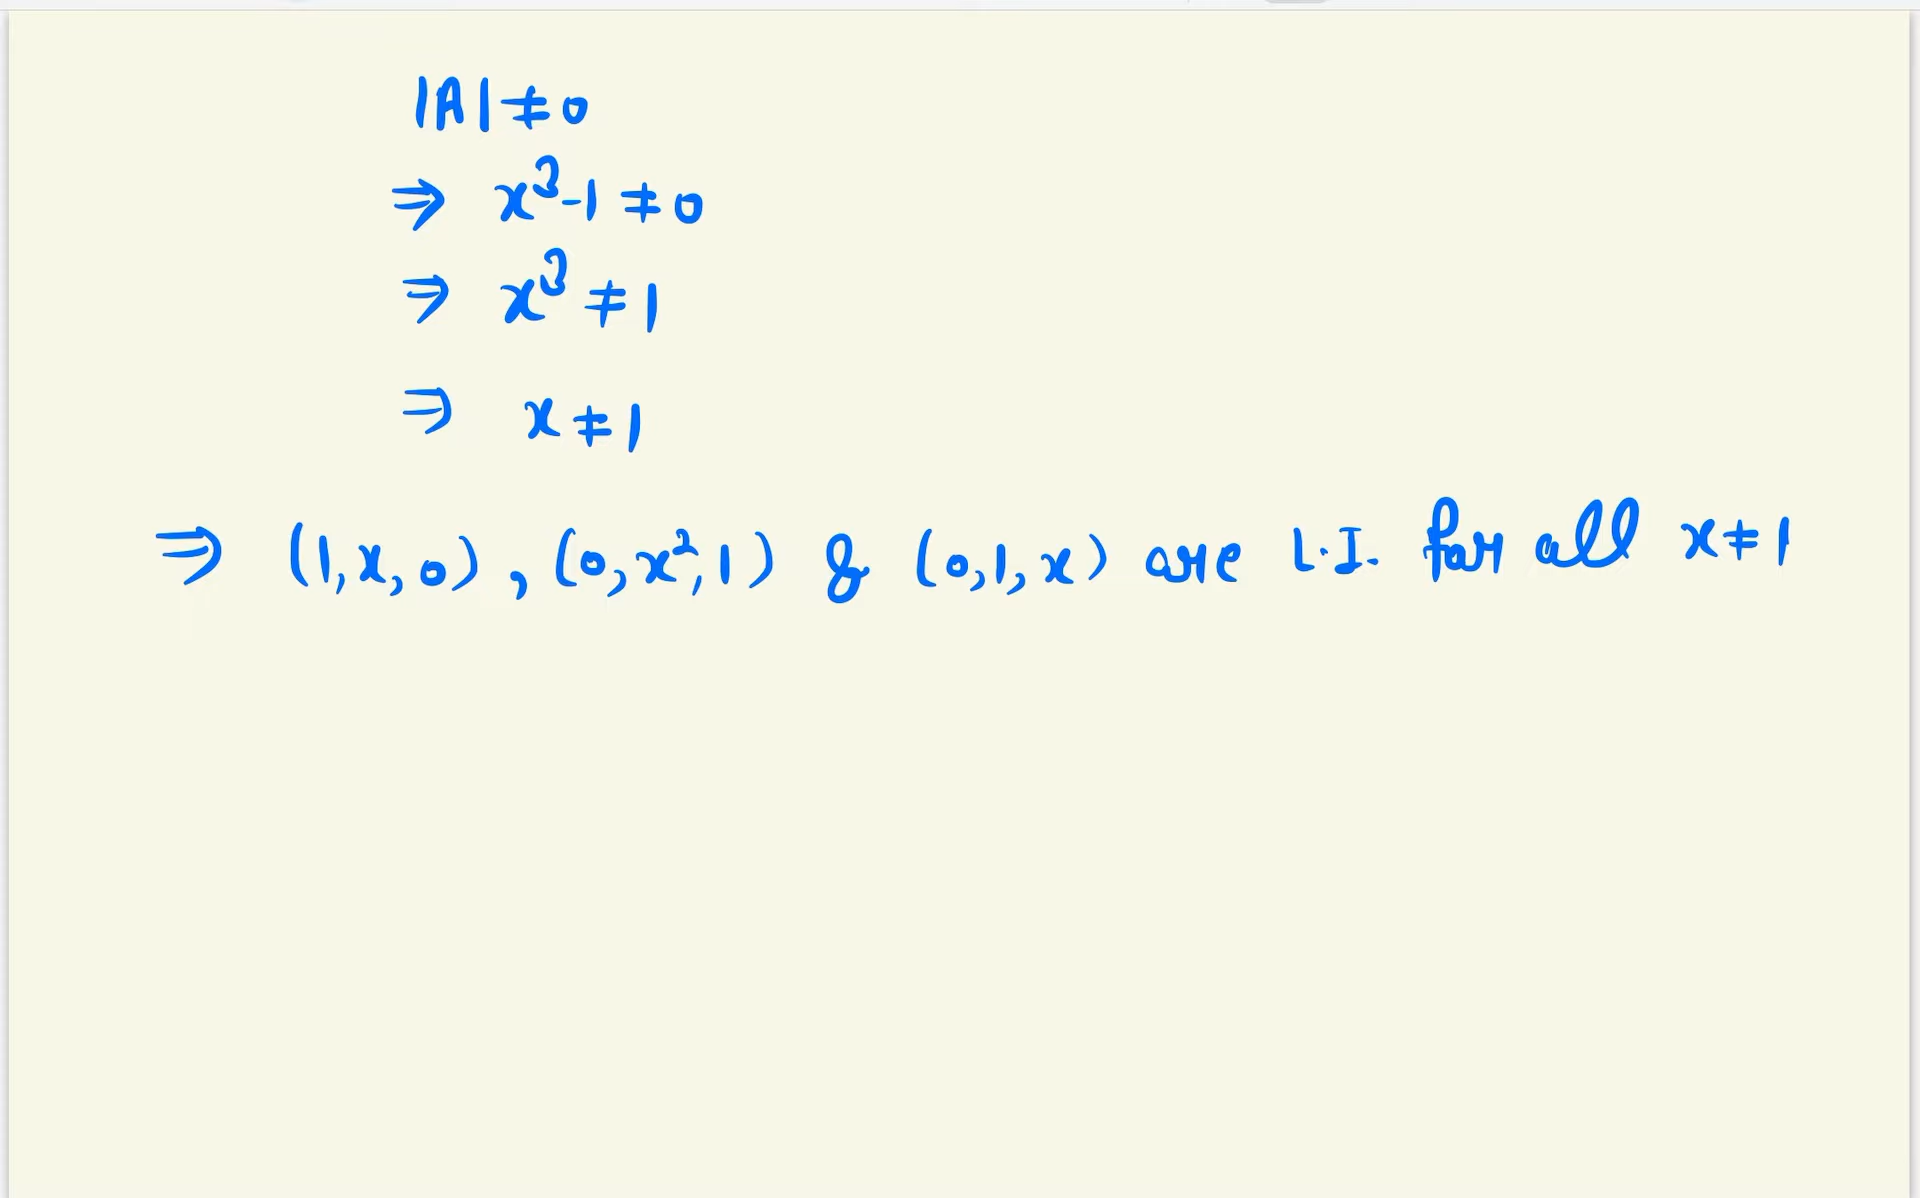 |A| ≠ 0
⇒ x³-1 ≠ 0
⇒ x³ ≠ 1
⇒ x ≠ 1
⇒ (1,x,0), (0,x²,1) & (0,1,x) are L.I. for all x ≠ 1